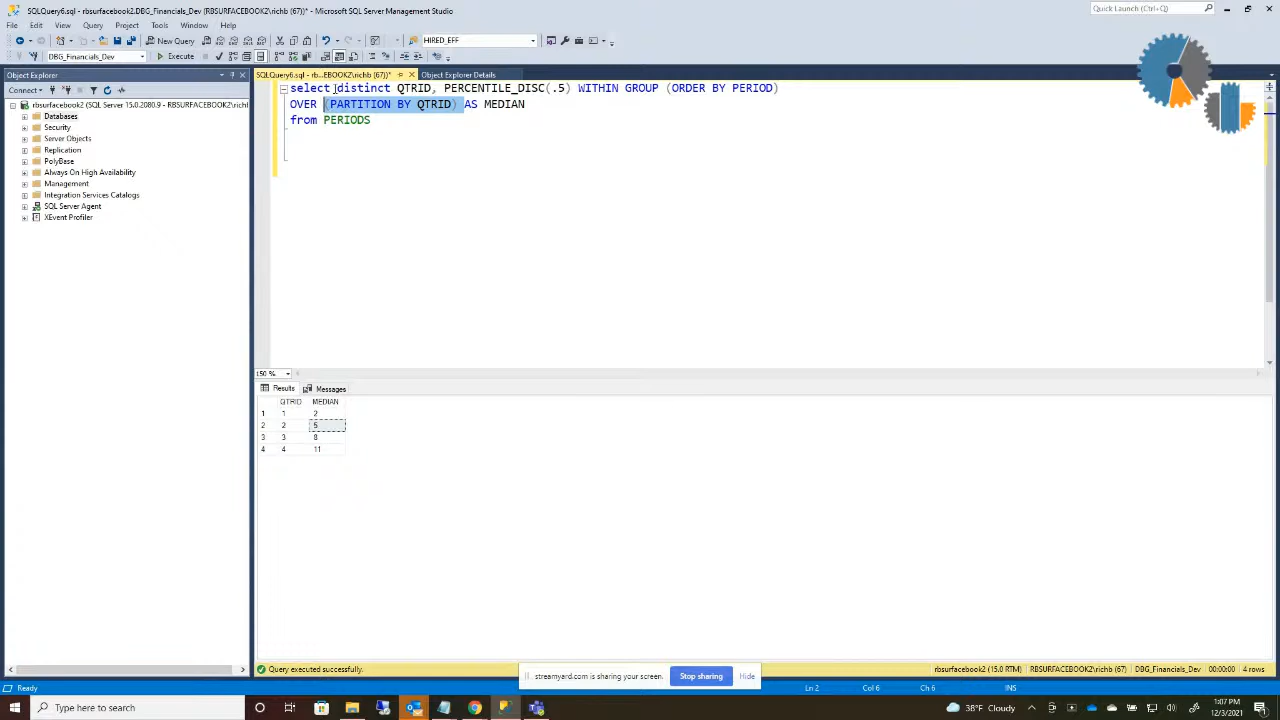 SQLQuery6.sql - rbsurfacebook2.DBG_Financials_Dev (RBSURFACEBOOK2\richb (67))* - Microsoft SQL Server Management Studio
Quick Launch (Ctrl+Q)
File Edit View Query Project Tools Window Help
New Query
HIRED_EFF
DBG_Financials_Dev
Execute
Object Explorer
SQLQuery6.sql - rb...EBOOK2\richb (67))*
Object Explorer Details
Connect
rbsurfacebook2 (SQL Server 15.0.2080.9 - RBSURFACEBOOK2\richl
Databases
Security
Server Objects
Replication
PolyBase
Always On High Availability
Management
Integration Services Catalogs
SQL Server Agent
XEvent Profiler
select distinct QTRID, PERCENTILE_DISC(.5) WITHIN GROUP (ORDER BY PERIOD)
OVER (PARTITION BY QTRID) AS MEDIAN
from PERIODS
150 %
Results Messages
QTRID MEDIAN
1 1 2
2 2 5
3 3 8
4 4 11
Query executed successfully.
rbsurfacebook2 (15.0 RTM) RBSURFACEBOOK2\richb (67) DBG_Financials_Dev 00:00:00 4 rows
streamyard.com is sharing your screen. Stop sharing Hide
Ready Ln 2 Col 6 Ch 6 INS
Type here to search
38°F Cloudy
1:07 PM
12/3/2021